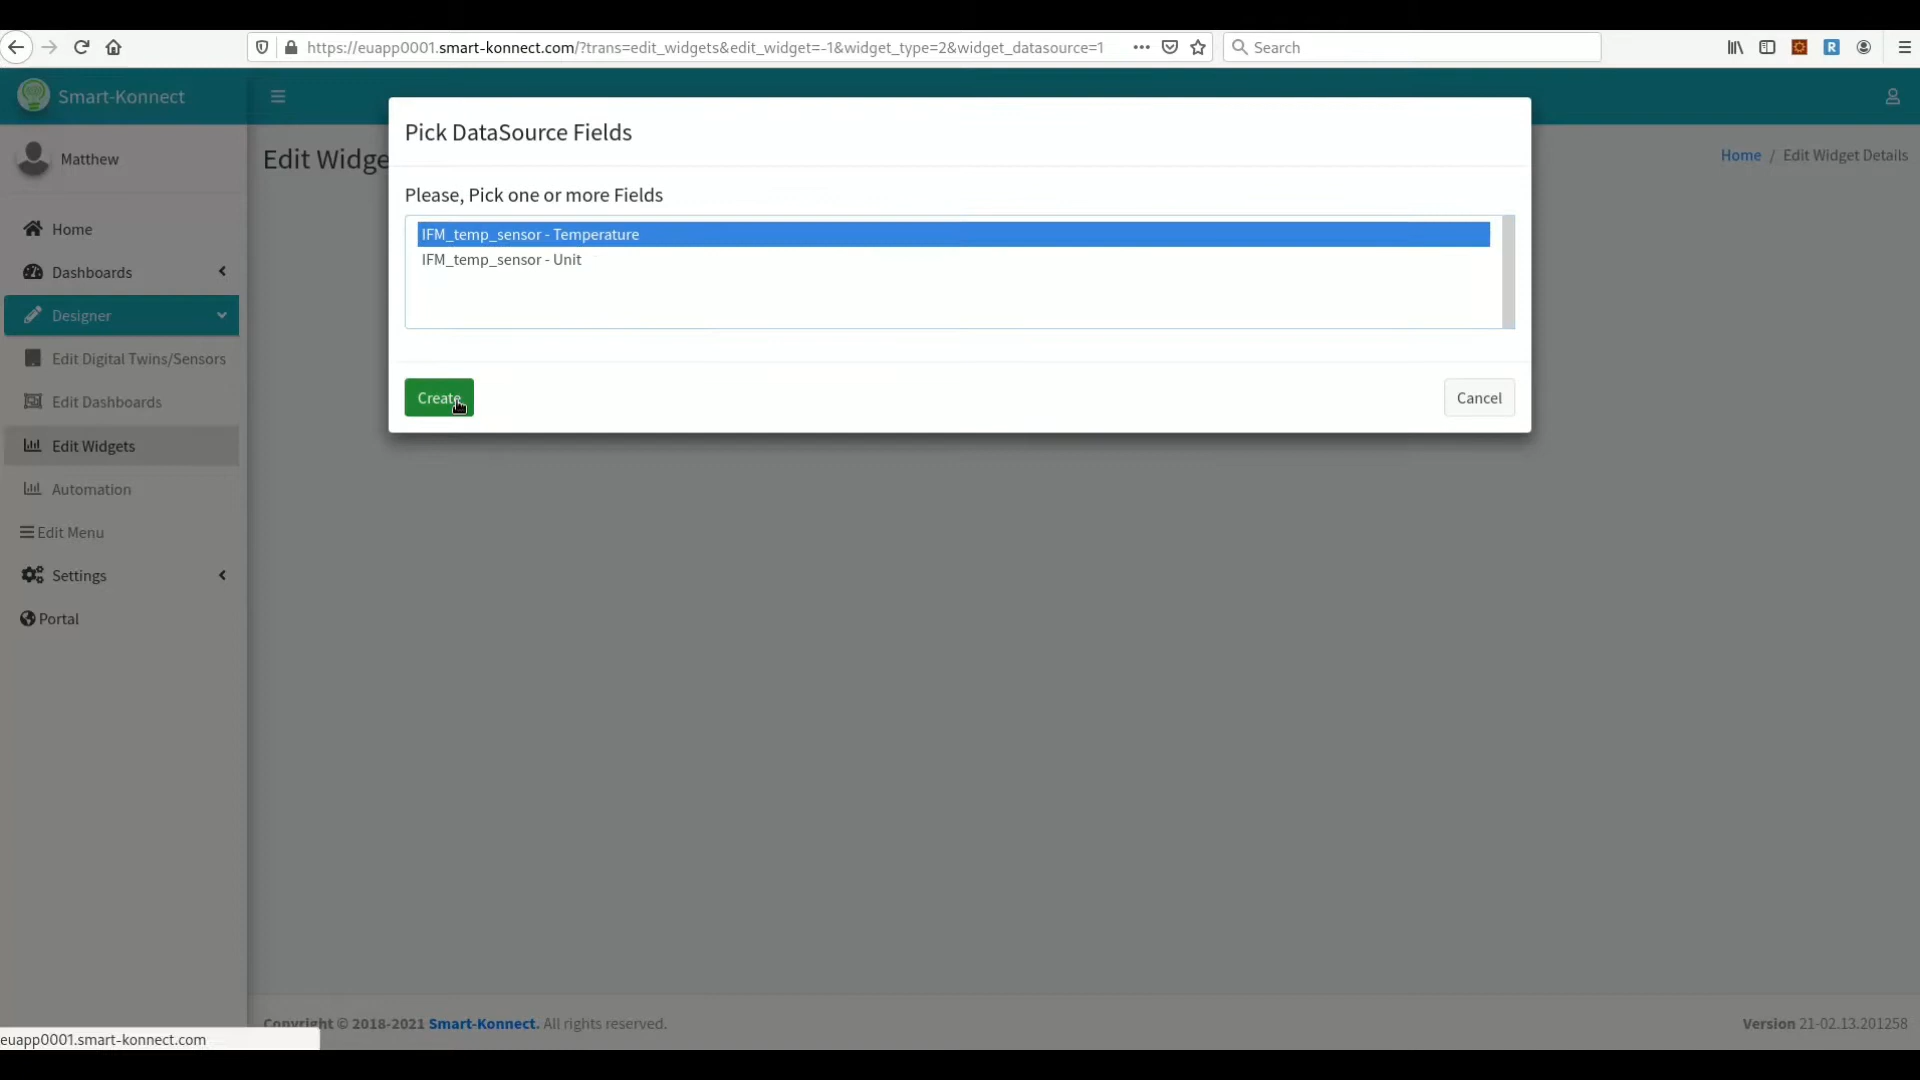 https://euapp0001.smart-konnect.com/?trans=edit_widgets&edit_widget=-1&widget_type=2&widget_datasource=1
Search
R
Smart-Konnect
Matthew
Home
Dashboards
Designer
Edit Digital Twins/Sensors
Edit Dashboards
Edit Widgets
Automation
Edit Menu
Settings
Portal
Edit Widge
Home / Edit Widget Details
Pick DataSource Fields
Please, Pick one or more Fields
IFM_temp_sensor - Temperature
IFM_temp_sensor - Unit
Create
Cancel
Copyright © 2018-2021 Smart-Konnect. All rights reserved.
Version 21-02.13.201258
euapp0001.smart-konnect.com